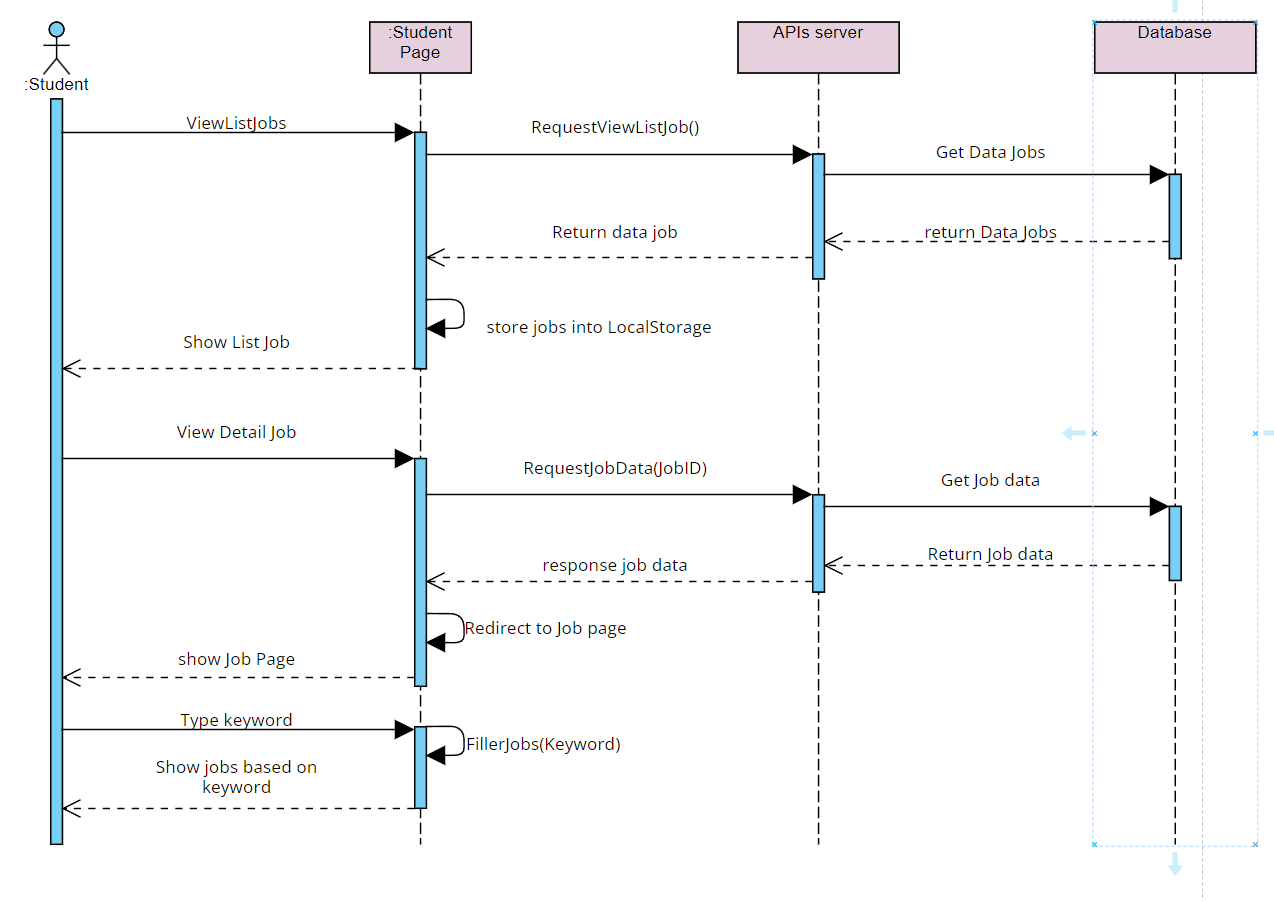 :Student
:Student
Page
APIs server
Database
ViewListJobs
RequestViewListJob()
Get Data Jobs
return Data Jobs
Return data job
store jobs into LocalStorage
Show List Job
View Detail Job
RequestJobData(JobID)
Get Job data
Return Job data
response job data
Redirect to Job page
show Job Page
Type keyword
FillerJobs(Keyword)
Show jobs based on
keyword